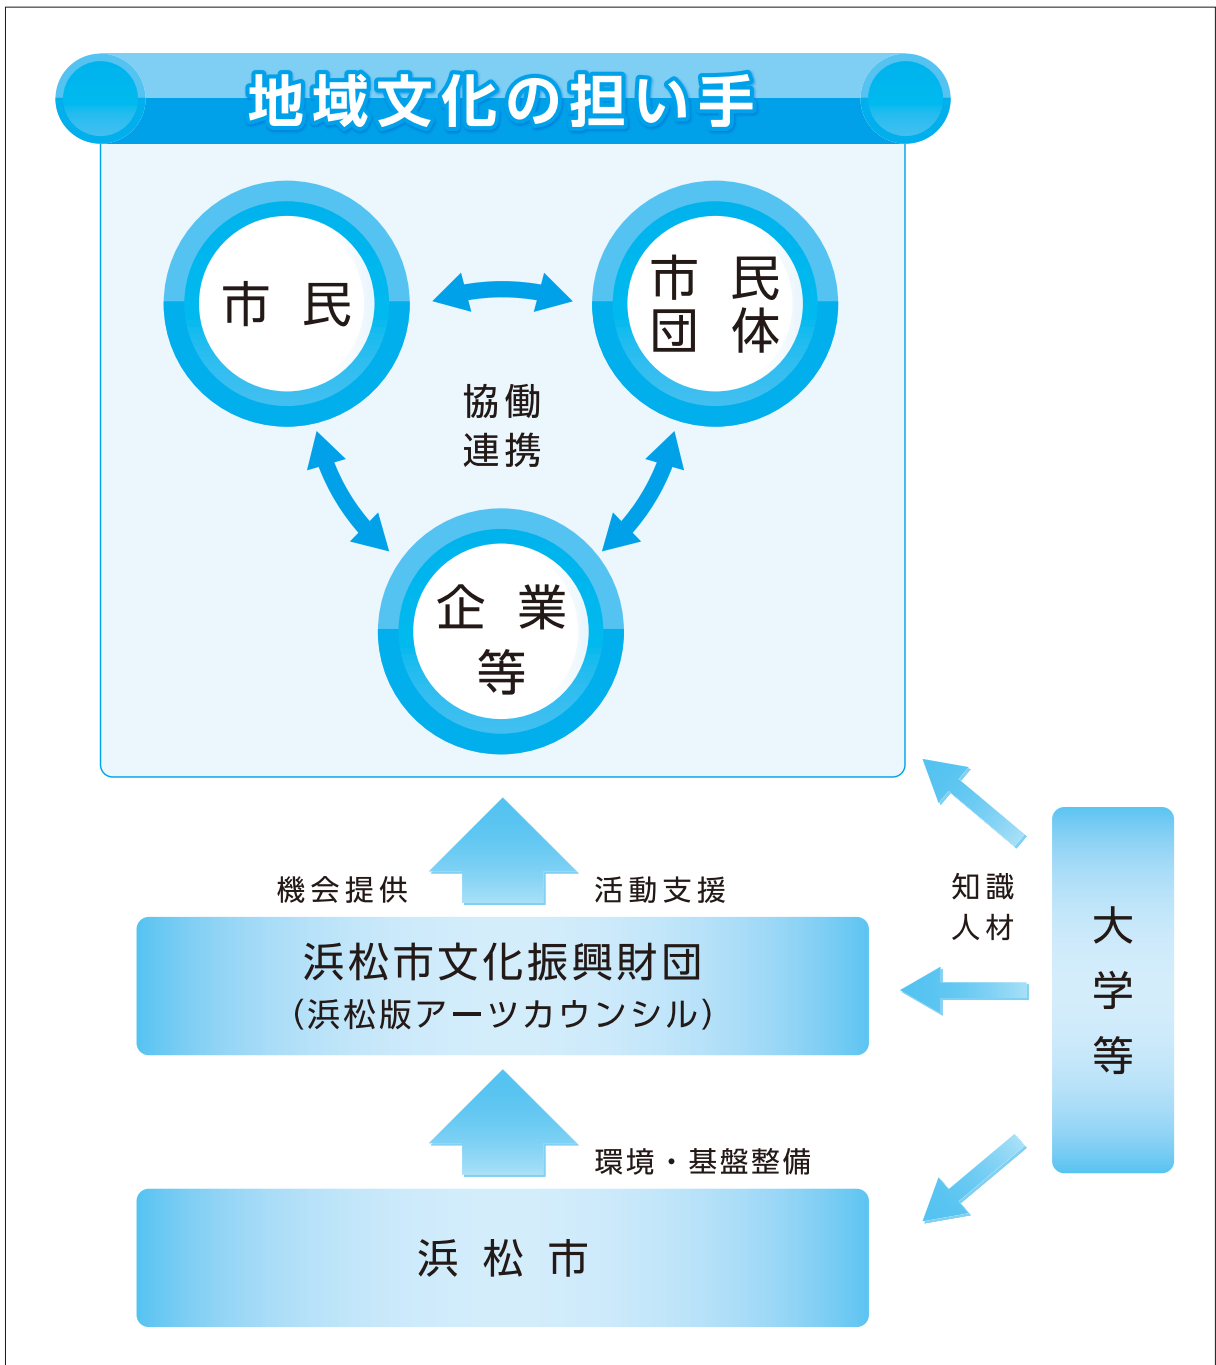 地域文化の担い手
市民
市民
団体
協働
連携
企業
等
機会提供
活動支援
知識
人材
浜松市文化振興財団
（浜松版アーツカウンシル）
大学等
環境・基盤整備
浜松市